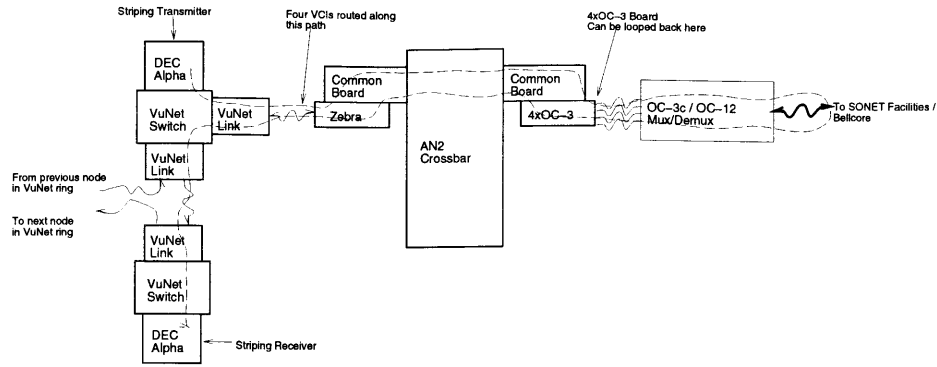 Striping Transmitter
Four VCIs routed along
this path
4xOC-3 Board
Can be looped back here
DEC
Alpha
Common
Board
Common
Board
VuNet
Switch
VuNet
Link
Zebra
4xOC-3
OC-3c / OC-12
Mux/Demux
To SONET Facilities /
Bellcore
AN2
Crossbar
VuNet
Link
From previous node
in VuNet ring
To next node
in VuNet ring
VuNet
Link
VuNet
Switch
DEC
Alpha
Striping Receiver